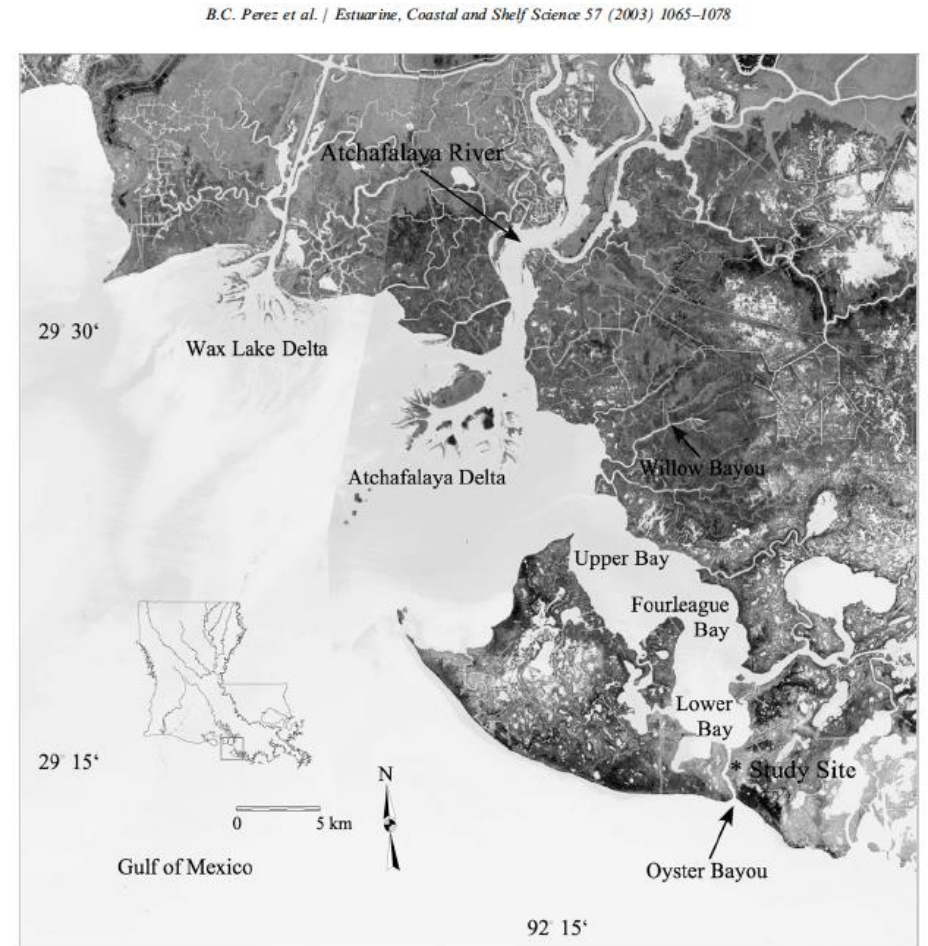 B.C. Perez et al. / Estuarine, Coastal and Shelf Science 57 (2003) 1065–1078
Atchafalaya River
29° 30‘
Wax Lake Delta
Willow Bayou
Atchafalaya Delta
Upper Bay
Fourleague
Bay
Lower
Bay
29° 15‘
* Study Site
N
0 5 km
Gulf of Mexico
Oyster Bayou
92° 15‘